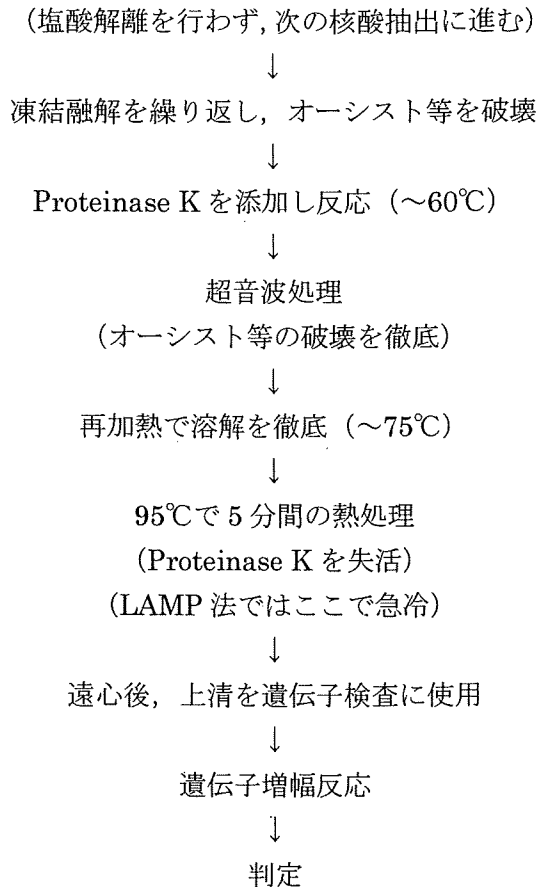 （塩酸解離を行わず，次の核酸抽出に進む）
↓
凍結融解を繰り返し，オーシスト等を破壊
↓
Proteinase K を添加し反応（～60℃）
↓
超音波処理
（オーシスト等の破壊を徹底）
↓
再加熱で溶解を徹底（～75℃）
↓
95℃で 5 分間の熱処理
（Proteinase K を失活）
（LAMP 法ではここで急冷）
↓
遠心後，上清を遺伝子検査に使用
↓
遺伝子増幅反応
↓
判定